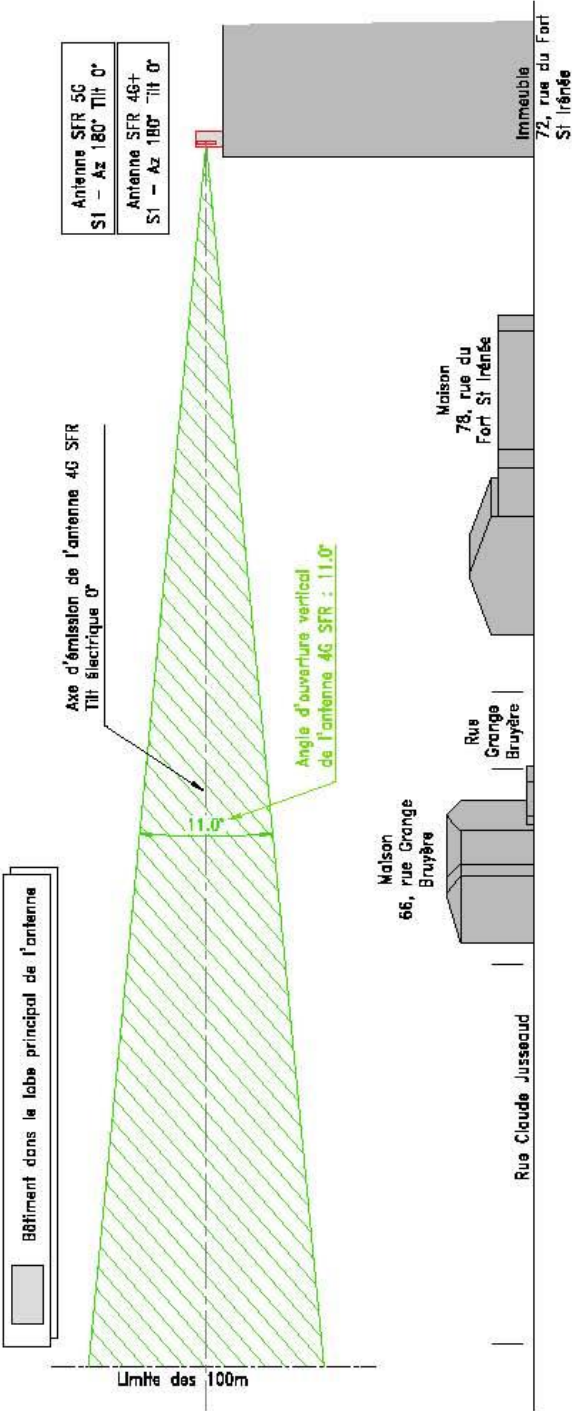 Bâtiment dans le lobe principal de l'antenne
Axe d'émission de l'antenne 4G SFR
Tilt électrique 0°
Antenne SFR 5G
S1 - Az 180° Tilt 0°
Antenne SFR 4G+
S1 - Az 180° Tilt 0°
11.0°
Angle d'ouverture vertical
de l'antenne 4G SFR : 11.0°
Limite des 100m
Rue Claude Jusseaud
Maison
66, rue Grange
Bruyère
Rue
Grange
Bruyère
Maison
78, rue du
Fort St Irénée
Immeuble
72, rue du Fort
St Irénée